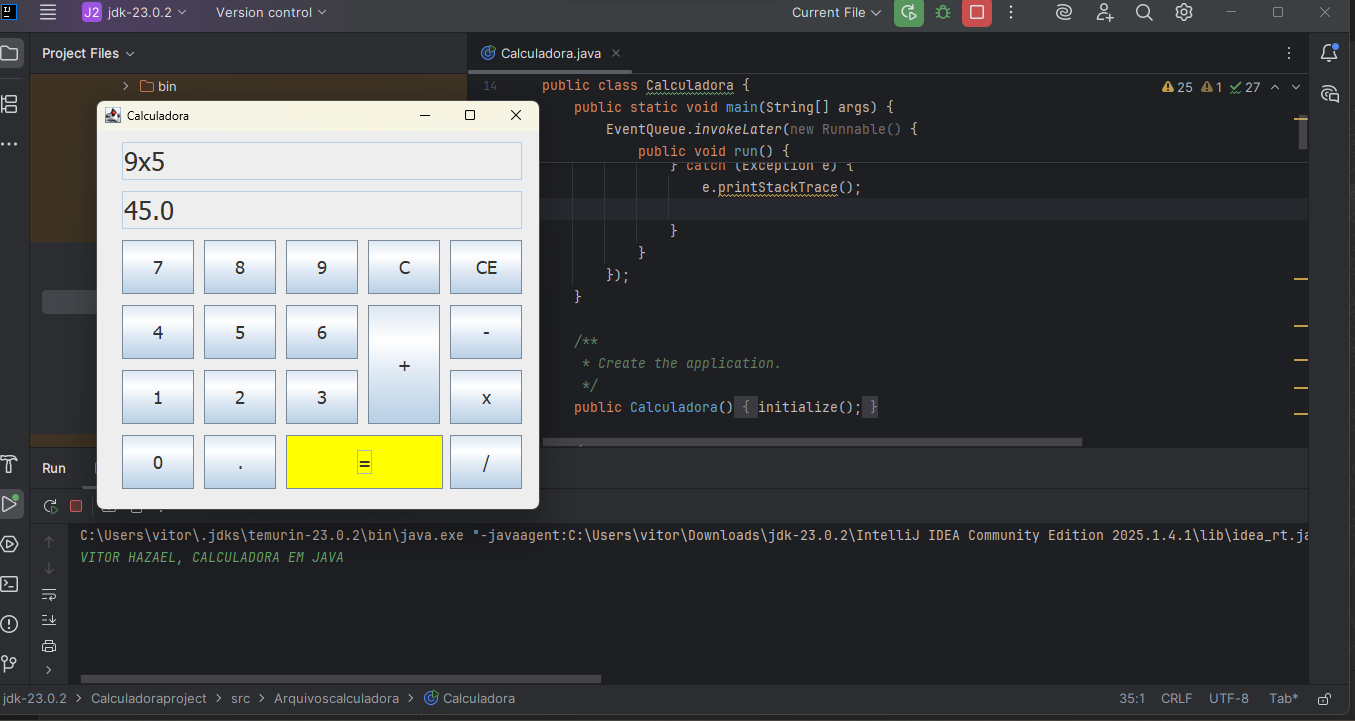 J2 jdk-23.0.2 Version control Current File
Project Files
bin
Calculadora.java
14 public class Calculadora {
25 1 27
public static void main(String[] args) {
EventQueue.invokeLater(new Runnable() {
public void run() {
} catch (Exception e) {
e.printStackTrace();
}
}
});
}
/**
* Create the application.
*/
public Calculadora() { initialize(); }
Calculadora
9x5
45.0
7 8 9 C CE
4 5 6 + -
1 2 3 x
0 . = /
Run
C:\Users\vitor\.jdks\temurin-23.0.2\bin\java.exe "-javaagent:C:\Users\vitor\Downloads\jdk-23.0.2\IntelliJ IDEA Community Edition 2025.1.4.1\lib\idea_rt.ja
VITOR HAZAEL, CALCULADORA EM JAVA
jdk-23.0.2 > Calculadoraproject > src > Arquivoscalculadora > Calculadora 35:1 CRLF UTF-8 Tab*